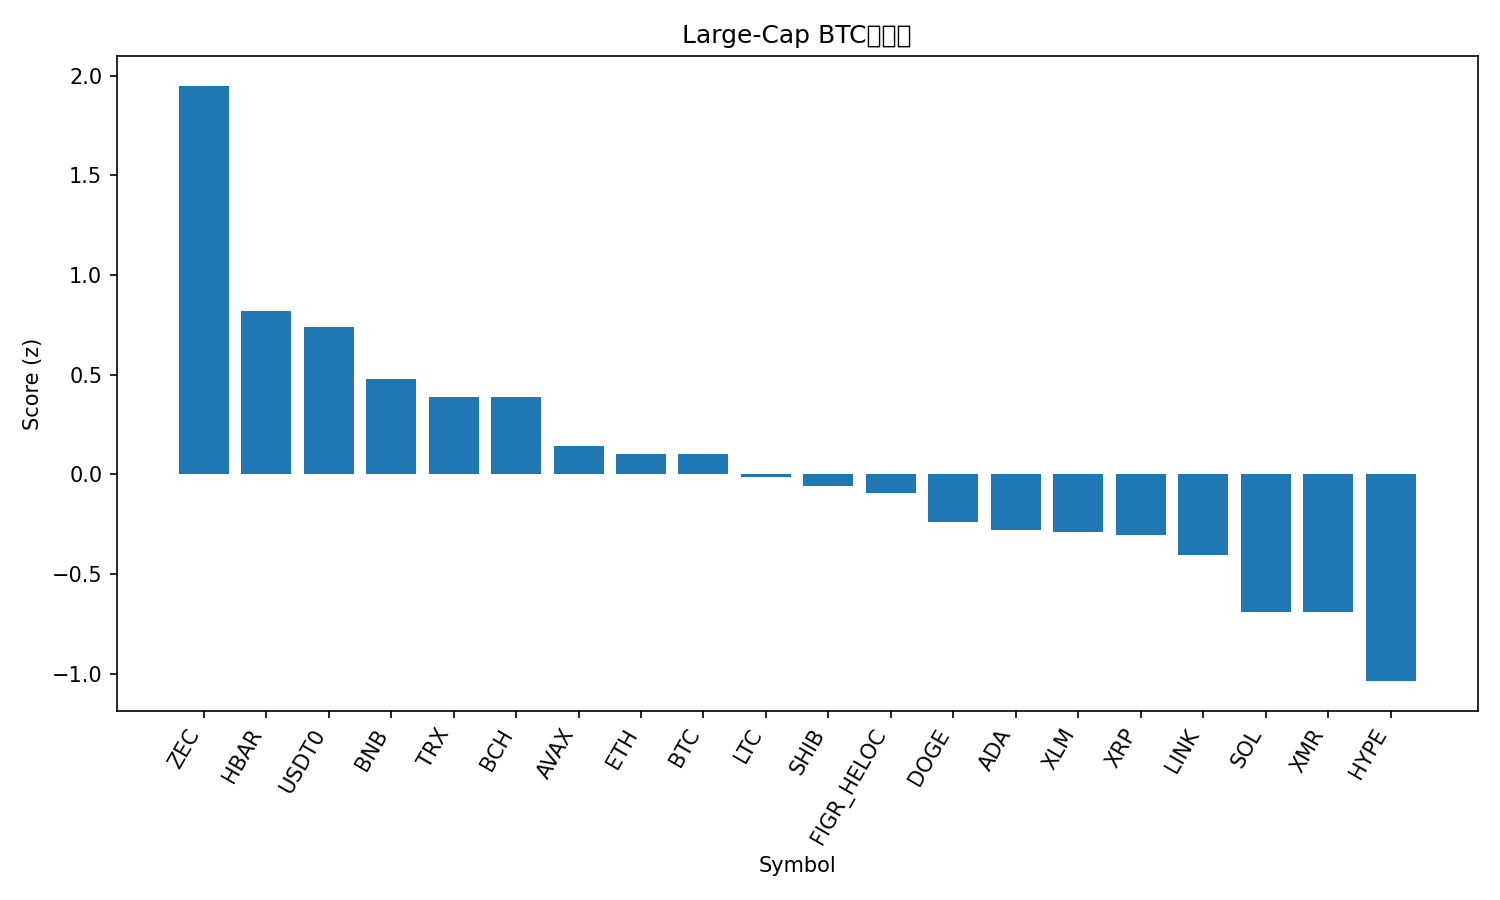 Large-Cap BTC
2.0
1.5
1.0
0.5
0.0
−0.5
−1.0
Score (z)
ZEC
HBAR
USDT0
BNB
TRX
BCH
AVAX
ETH
BTC
LTC
SHIB
FIGR_HELOC
DOGE
ADA
XLM
XRP
LINK
SOL
XMR
HYPE
Symbol